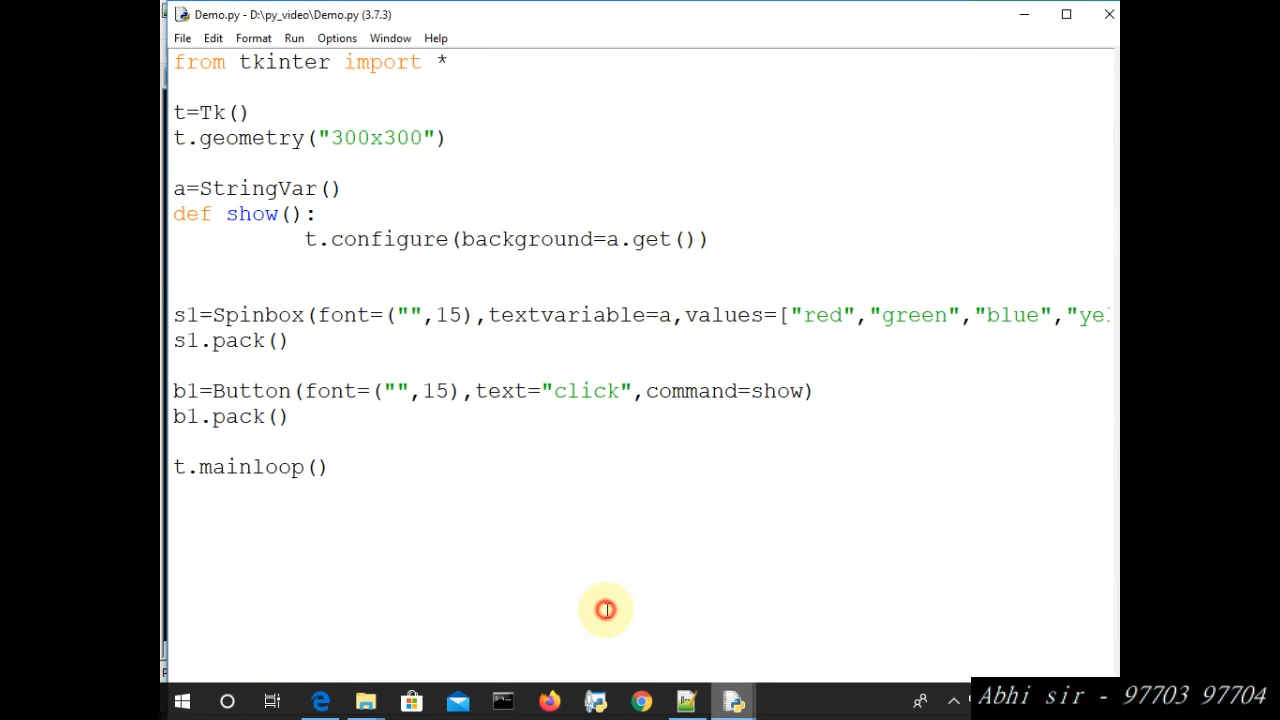 Demo.py - D:\py_video\Demo.py (3.7.3)
File Edit Format Run Options Window Help
from tkinter import *
t=Tk()
t.geometry("300x300")
a=StringVar()
def show():
t.configure(background=a.get())
s1=Spinbox(font=("",15),textvariable=a,values=["red","green","blue","ye
s1.pack()
b1=Button(font=("",15),text="click",command=show)
b1.pack()
t.mainloop()
Abhi sir - 97703 97704